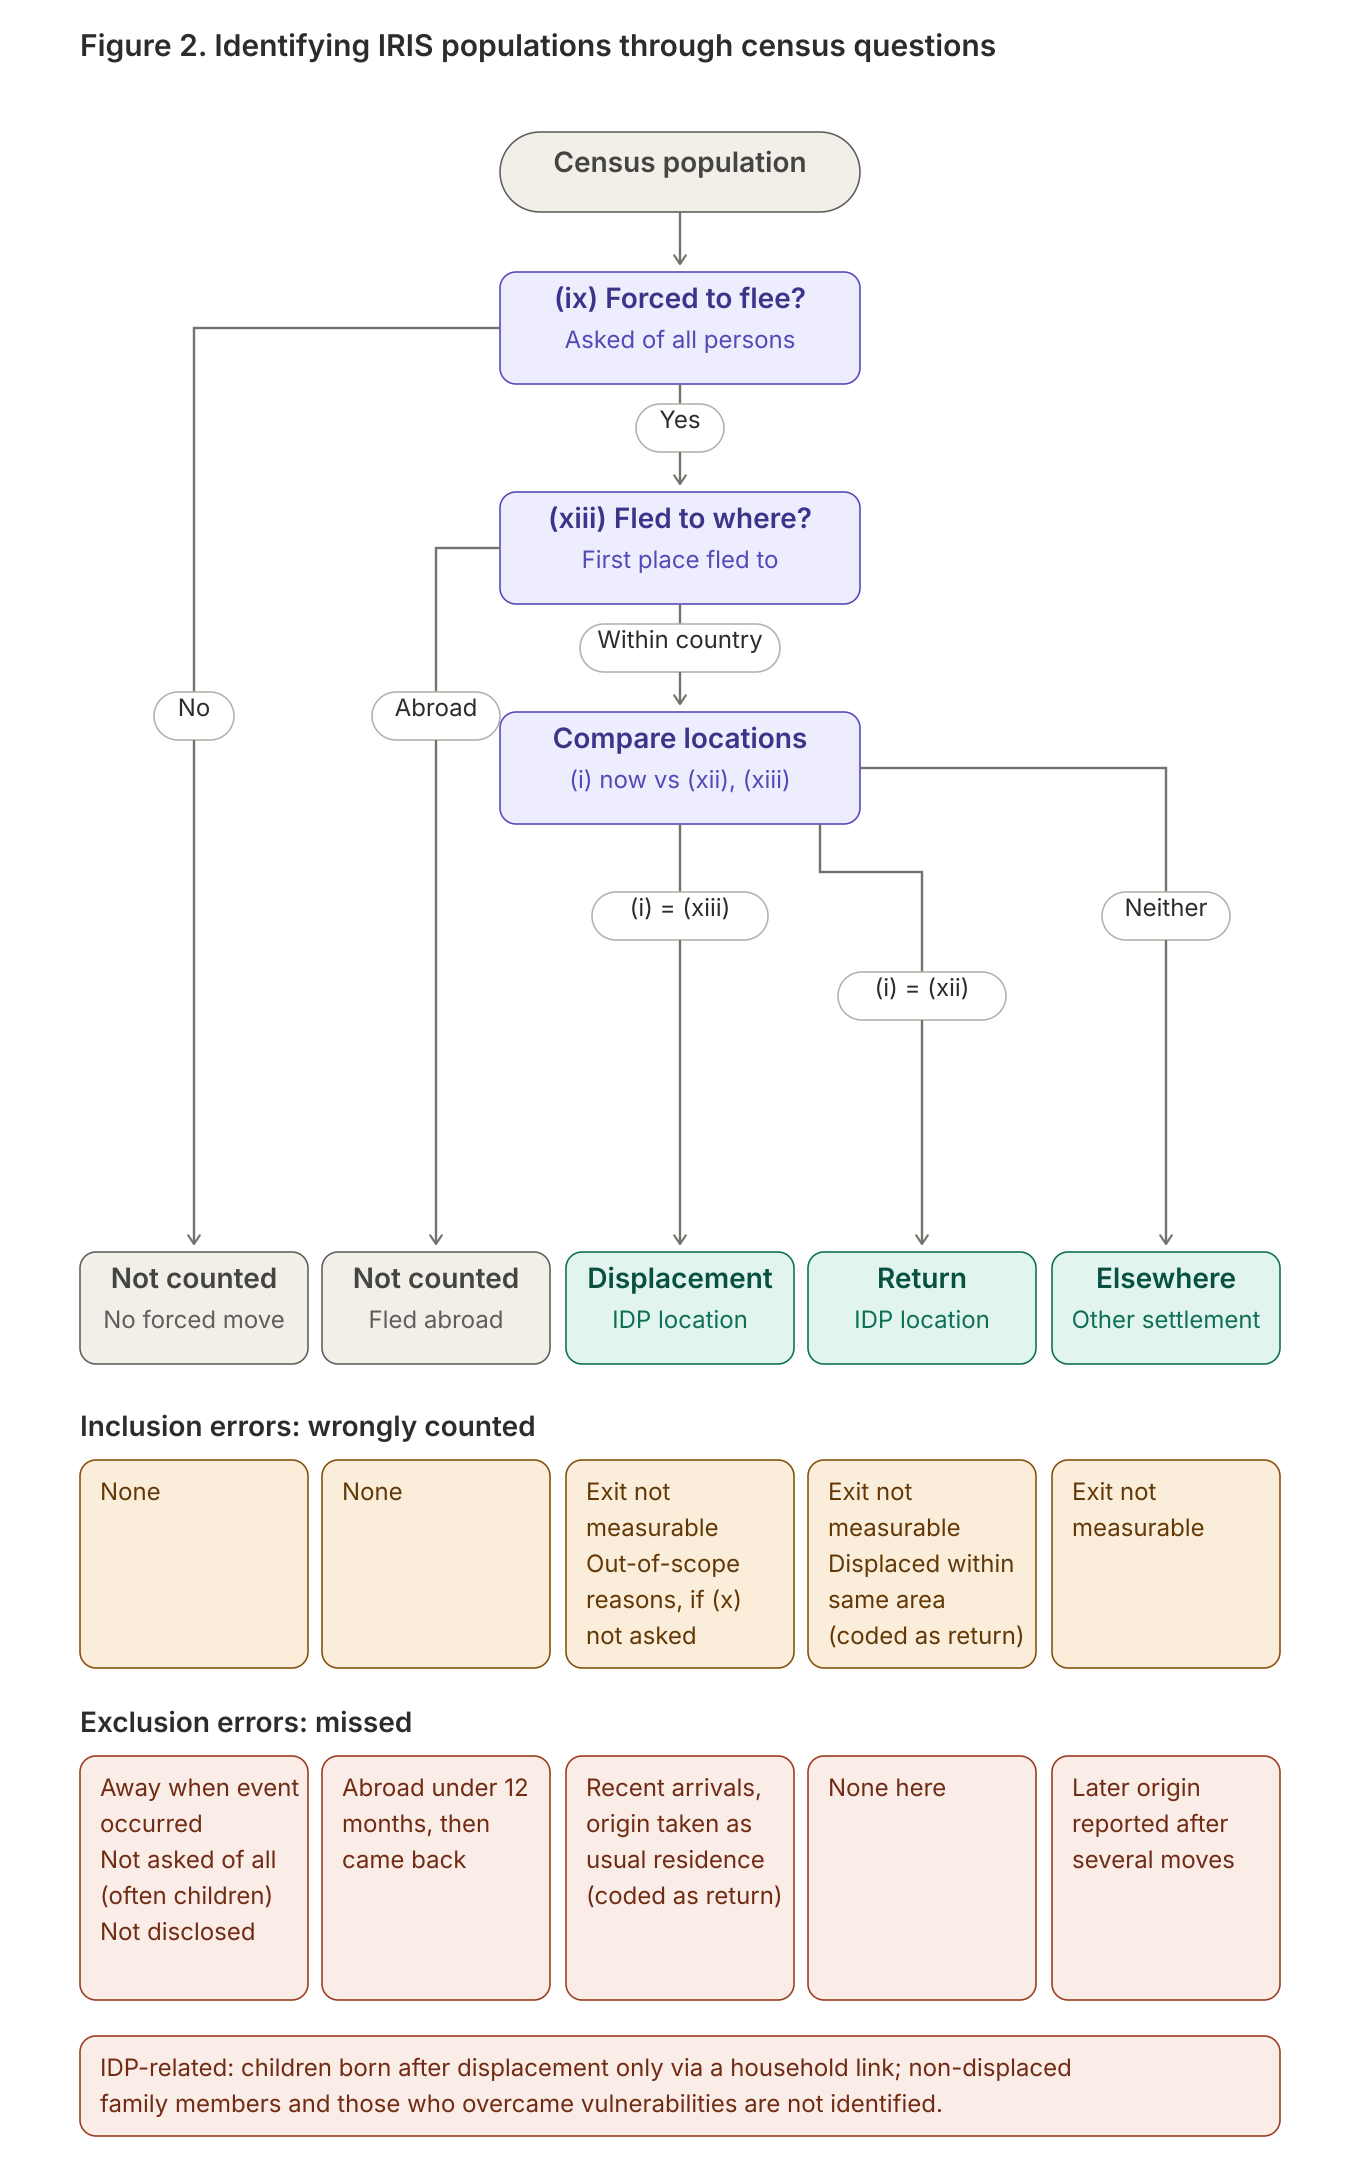 Figure 2. Identifying IRIS populations through census questions
Census population
(ix) Forced to flee?
Asked of all persons
Yes
(xiii) Fled to where?
First place fled to
Within country
No
Abroad
Compare locations
(i) now vs (xii), (xiii)
(i) = (xiii)
Neither
(i) = (xii)
Not counted
No forced move
Not counted
Fled abroad
Displacement
IDP location
Return
IDP location
Elsewhere
Other settlement
Inclusion errors: wrongly counted
None
None
Exit not
measurable
Out-of-scope
reasons, if (x)
not asked
Exit not
measurable
Displaced within
same area
(coded as return)
Exit not
measurable
Exclusion errors: missed
Away when event
occurred
Not asked of all
(often children)
Not disclosed
Abroad under 12
months, then
came back
Recent arrivals,
origin taken as
usual residence
(coded as return)
None here
Later origin
reported after
several moves
IDP-related: children born after displacement only via a household link; non-displaced
family members and those who overcame vulnerabilities are not identified.